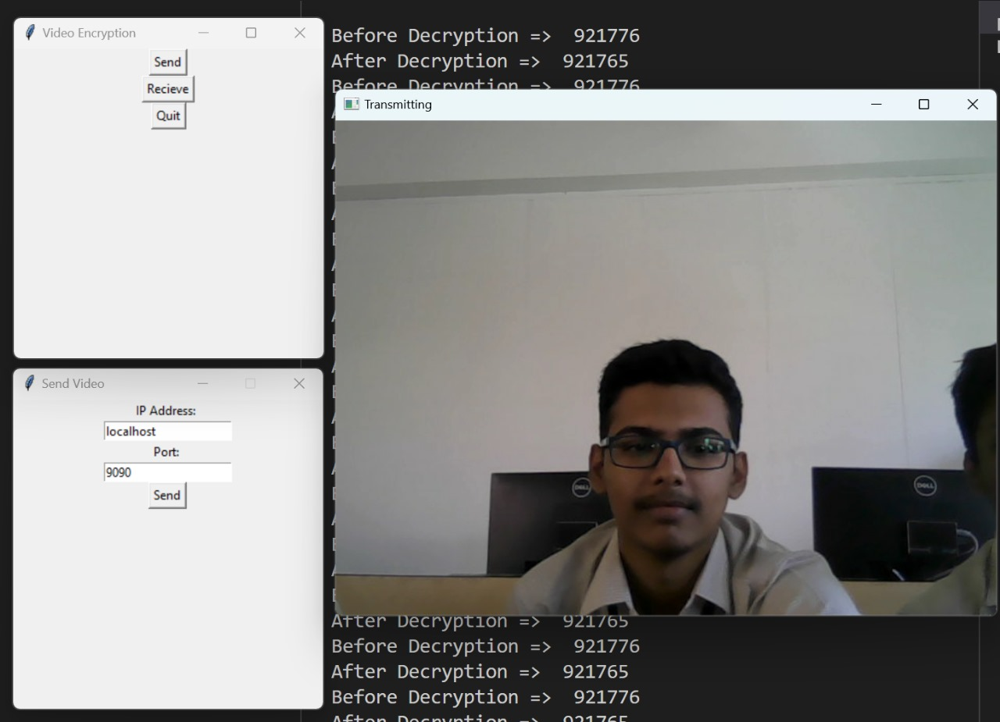 Video Encryption
Send
Recieve
Quit
Send Video
IP Address:
localhost
Port:
9090
Send
Before Decryption =>  921776
After Decryption =>  921765
Before Decryption =>  921776
Transmitting
DELL
DELL
After Decryption =>  921765
Before Decryption =>  921776
After Decryption =>  921765
Before Decryption =>  921776
After Decryption =>  921765